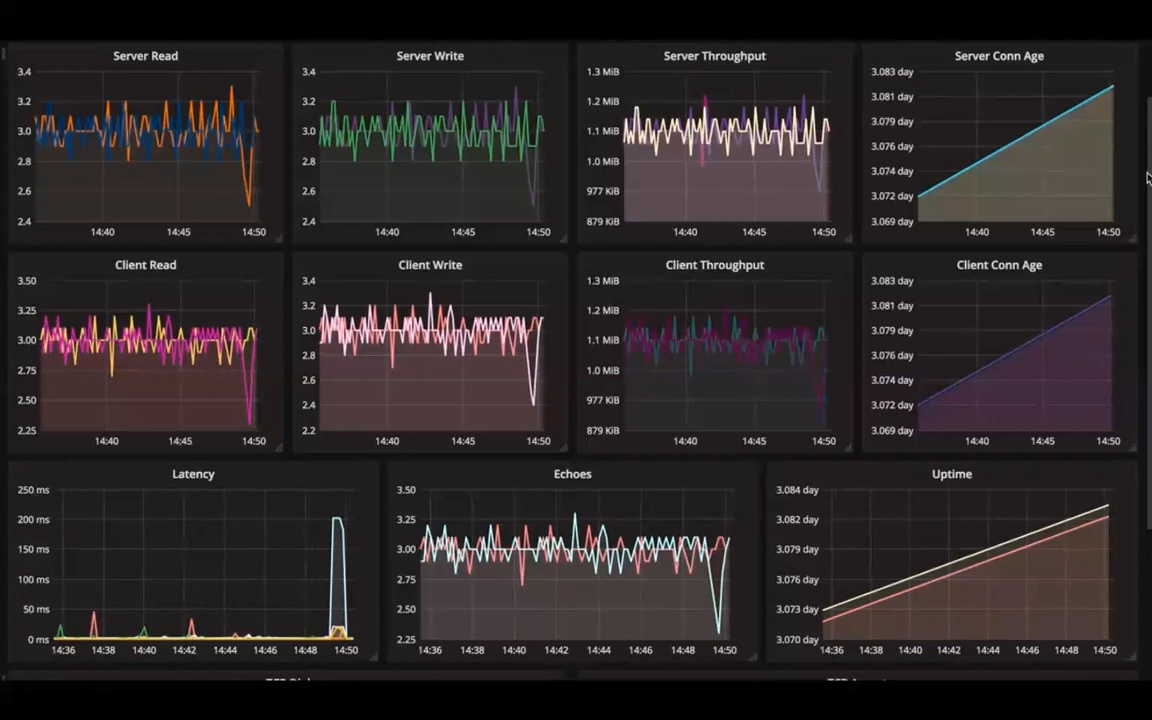 Server Read
3.4
3.2
3.0
2.8
2.6
2.4
14:40 14:45 14:50
Server Write
3.4
3.2
3.0
2.8
2.6
2.4
14:40 14:45 14:50
Server Throughput
1.3 MiB
1.2 MiB
1.1 MiB
1.0 MiB
977 KiB
879 KiB
14:40 14:45 14:50
Server Conn Age
3.083 day
3.081 day
3.079 day
3.076 day
3.074 day
3.072 day
3.069 day
14:40 14:45 14:50
Client Read
3.50
3.25
3.00
2.75
2.50
2.25
14:40 14:45 14:50
Client Write
3.4
3.2
3.0
2.8
2.6
2.4
2.2
14:40 14:45 14:50
Client Throughput
1.3 MiB
1.2 MiB
1.1 MiB
1.0 MiB
977 KiB
879 KiB
14:40 14:45 14:50
Client Conn Age
3.083 day
3.081 day
3.079 day
3.076 day
3.074 day
3.072 day
3.069 day
14:40 14:45 14:50
Latency
250 ms
200 ms
150 ms
100 ms
50 ms
0 ms
14:36 14:38 14:40 14:42 14:44 14:46 14:48 14:50
Echoes
3.50
3.25
3.00
2.75
2.50
2.25
14:36 14:38 14:40 14:42 14:44 14:46 14:48 14:50
Uptime
3.084 day
3.082 day
3.079 day
3.076 day
3.073 day
3.070 day
14:36 14:38 14:40 14:42 14:44 14:46 14:48 14:50